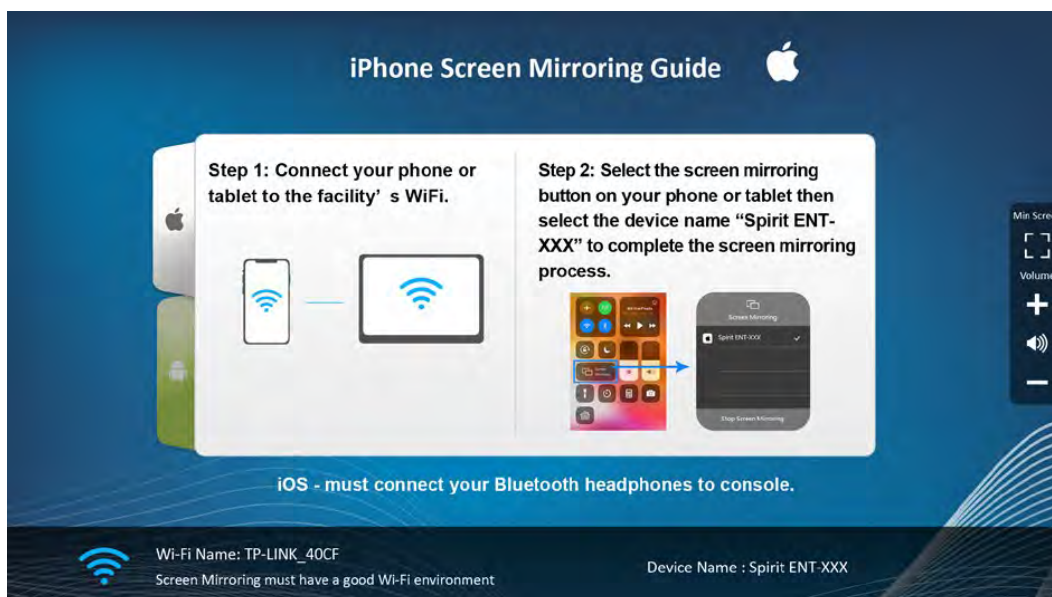 iPhone Screen Mirroring Guide
Step 1: Connect your phone or
tablet to the facility’ s WiFi.
Step 2: Select the screen mirroring
button on your phone or tablet then
select the device name “Spirit ENT-
XXX” to complete the screen mirroring
process.
Screen
Mirroring
Screen Mirroring
Spirit ENT-XXX
Stop Screen Mirroring
Min Scree
Volume
iOS - must connect your Bluetooth headphones to console.
Wi-Fi Name: TP-LINK_40CF
Screen Mirroring must have a good Wi-Fi environment
Device Name : Spirit ENT-XXX